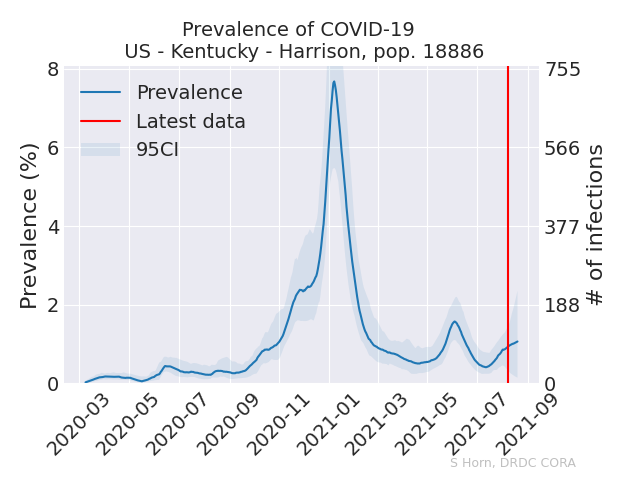 Prevalence of COVID-19
US - Kentucky - Harrison, pop. 18886
Prevalence
Latest data
95CI
Prevalence (%)
8
6
4
2
0
755
566
377
188
0
# of infections
2020-03
2020-05
2020-07
2020-09
2020-11
2021-01
2021-03
2021-05
2021-07
2021-09
S Horn, DRDC CORA